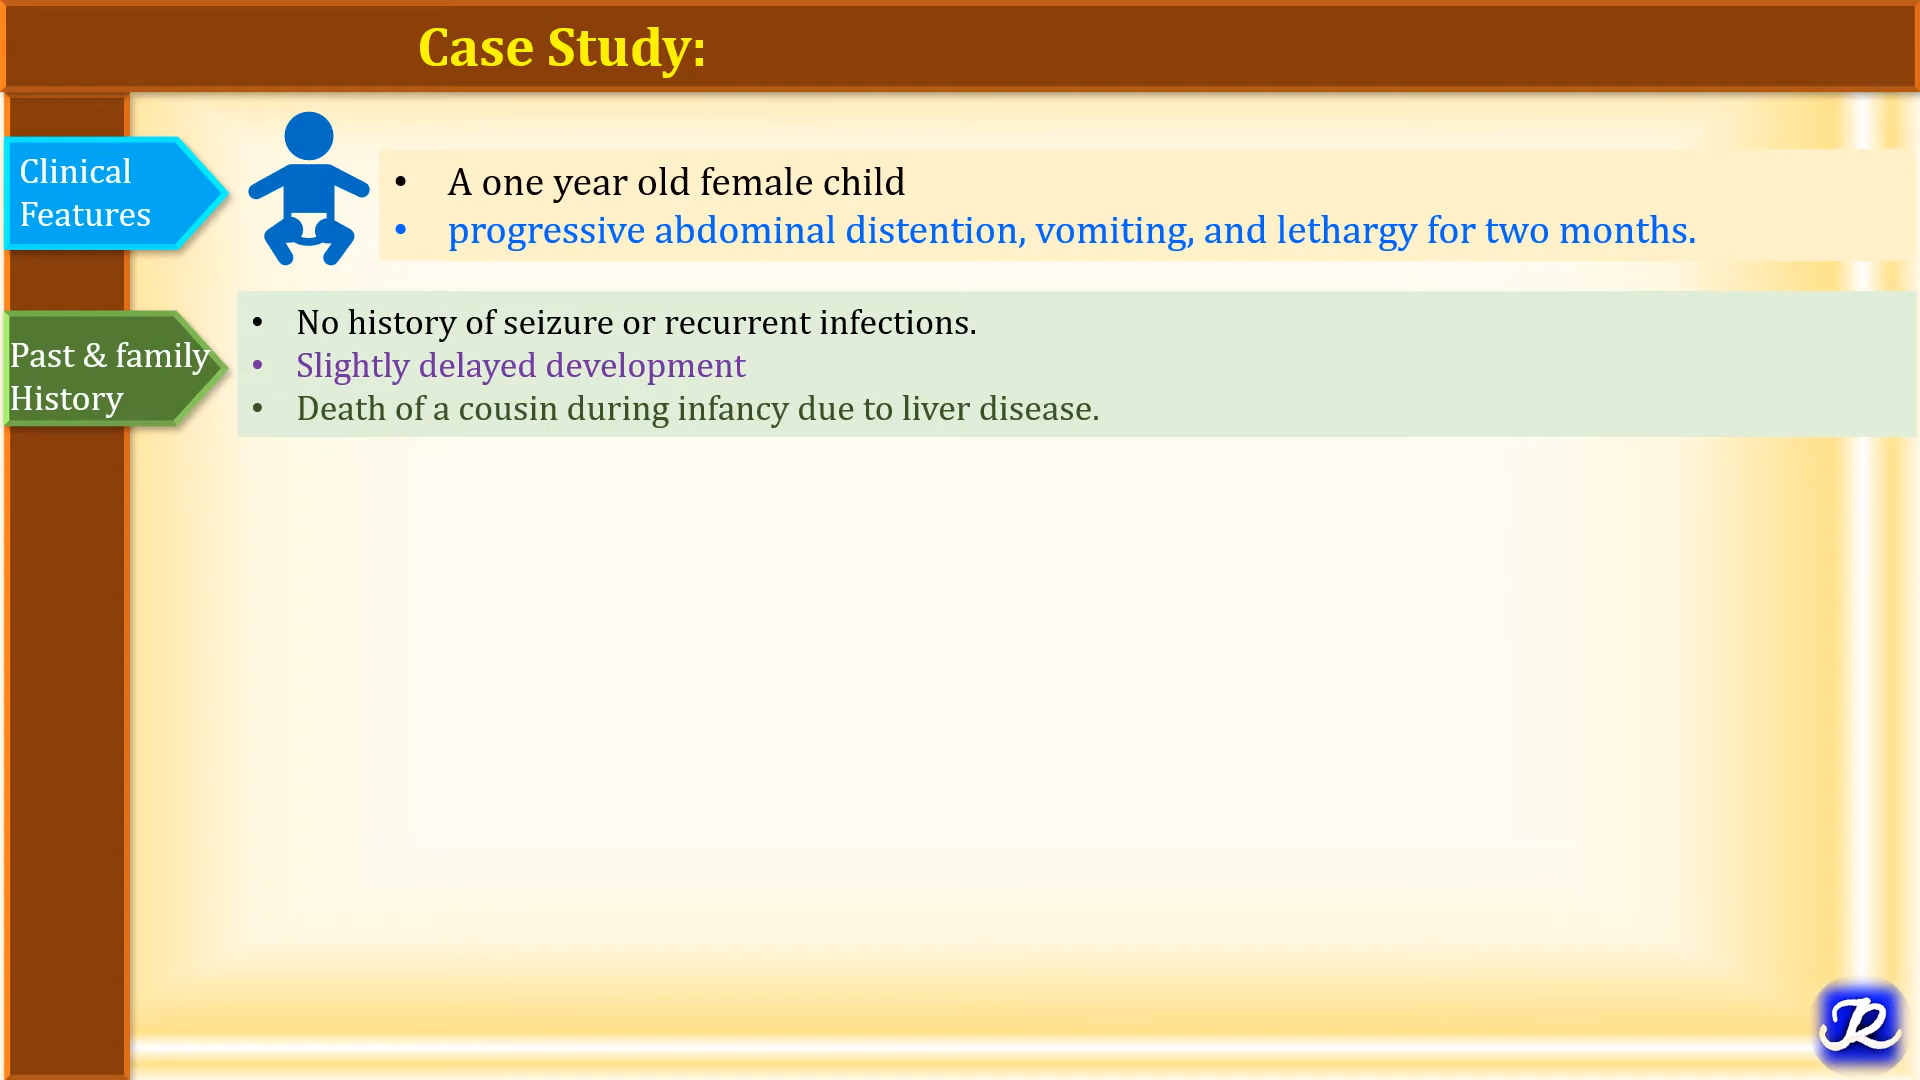 Case Study:
Clinical
Features
• A one year old female child
• progressive abdominal distention, vomiting, and lethargy for two months.
Past & family
History
• No history of seizure or recurrent infections.
• Slightly delayed development
• Death of a cousin during infancy due to liver disease.
JR